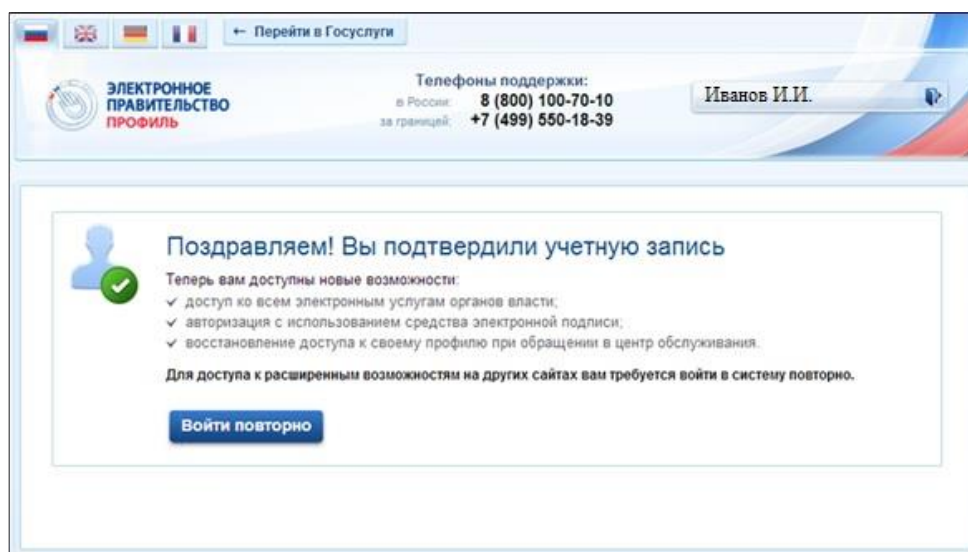 ← Перейти в Госуслуги
ЭЛЕКТРОННОЕ
ПРАВИТЕЛЬСТВО
ПРОФИЛЬ
Телефоны поддержки:
в России: 8 (800) 100-70-10
за границей: +7 (499) 550-18-39
Иванов И.И.
Поздравляем! Вы подтвердили учетную запись
Теперь вам доступны новые возможности:
✓ доступ ко всем электронным услугам органов власти;
✓ авторизация с использованием средства электронной подписи;
✓ восстановление доступа к своему профилю при обращении в центр обслуживания.
Для доступа к расширенным возможностям на других сайтах вам требуется войти в систему повторно.
Войти повторно